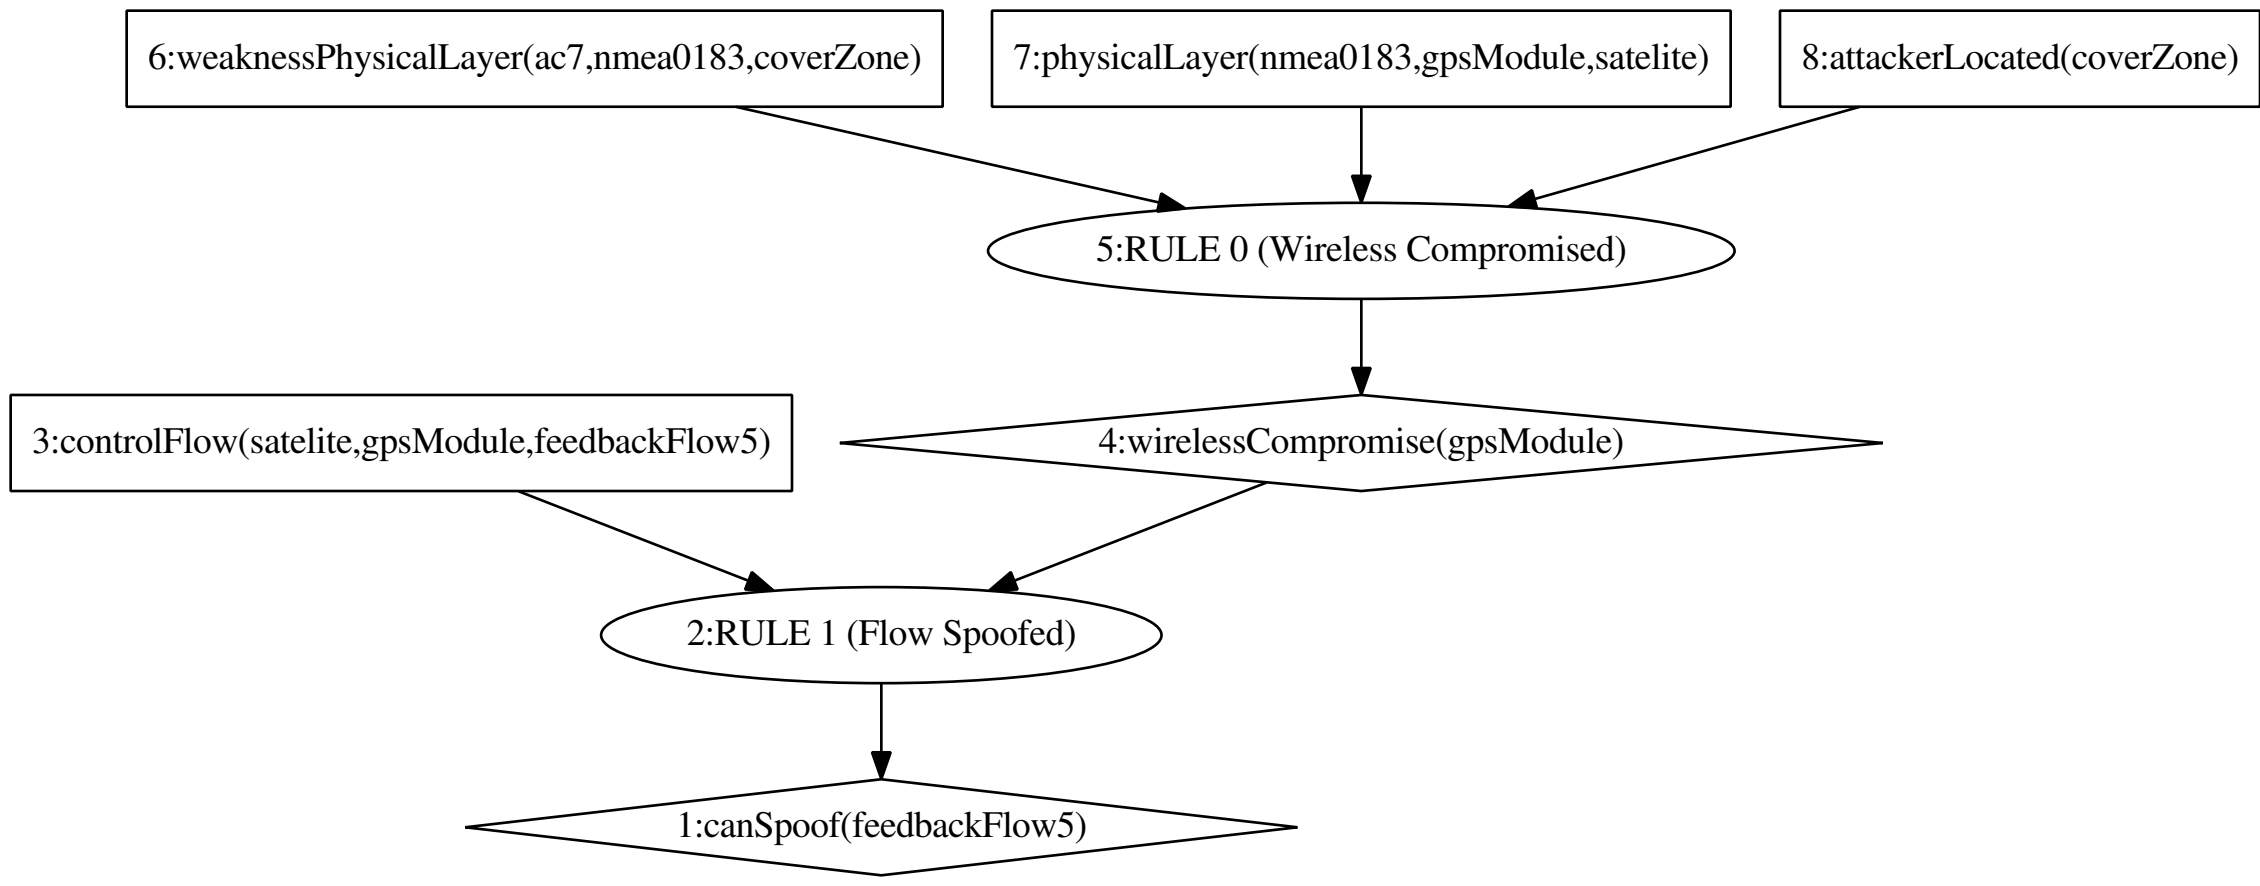 6:weaknessPhysicalLayer(ac7,nmea0183,coverZone)
7:physicalLayer(nmea0183,gpsModule,satelite)
8:attackerLocated(coverZone)
5:RULE 0 (Wireless Compromised)
3:controlFlow(satelite,gpsModule,feedbackFlow5)
4:wirelessCompromise(gpsModule)
2:RULE 1 (Flow Spoofed)
1:canSpoof(feedbackFlow5)